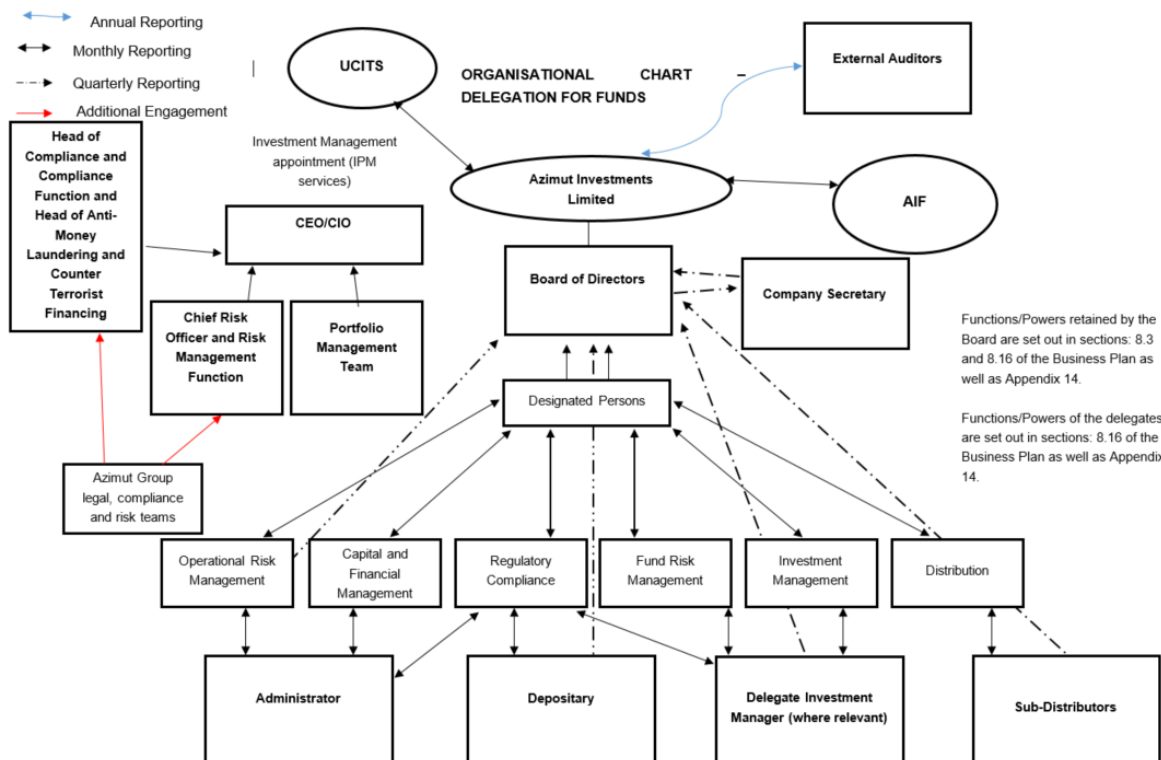 Annual Reporting
Monthly Reporting
Quarterly Reporting
Additional Engagement
UCITS
ORGANISATIONAL CHART –
DELEGATION FOR FUNDS
External Auditors
Head of
Compliance and
Compliance
Function and
Head of Anti-
Money
Laundering and
Counter
Terrorist
Financing
Investment Management
appointment (IPM
services)
CEO/CIO
Azimut Investments
Limited
AIF
Board of Directors
Company Secretary
Chief Risk
Officer and Risk
Management
Function
Portfolio
Management
Team
Functions/Powers retained by the
Board are set out in sections: 8.3
and 8.16 of the Business Plan as
well as Appendix 14.
Functions/Powers of the delegates
are set out in sections: 8.16 of the
Business Plan as well as Appendix
14.
Designated Persons
Azimut Group
legal, compliance
and risk teams
Operational Risk
Management
Capital and
Financial
Management
Regulatory
Compliance
Fund Risk
Management
Investment
Management
Distribution
Administrator
Depositary
Delegate Investment
Manager (where relevant)
Sub-Distributors